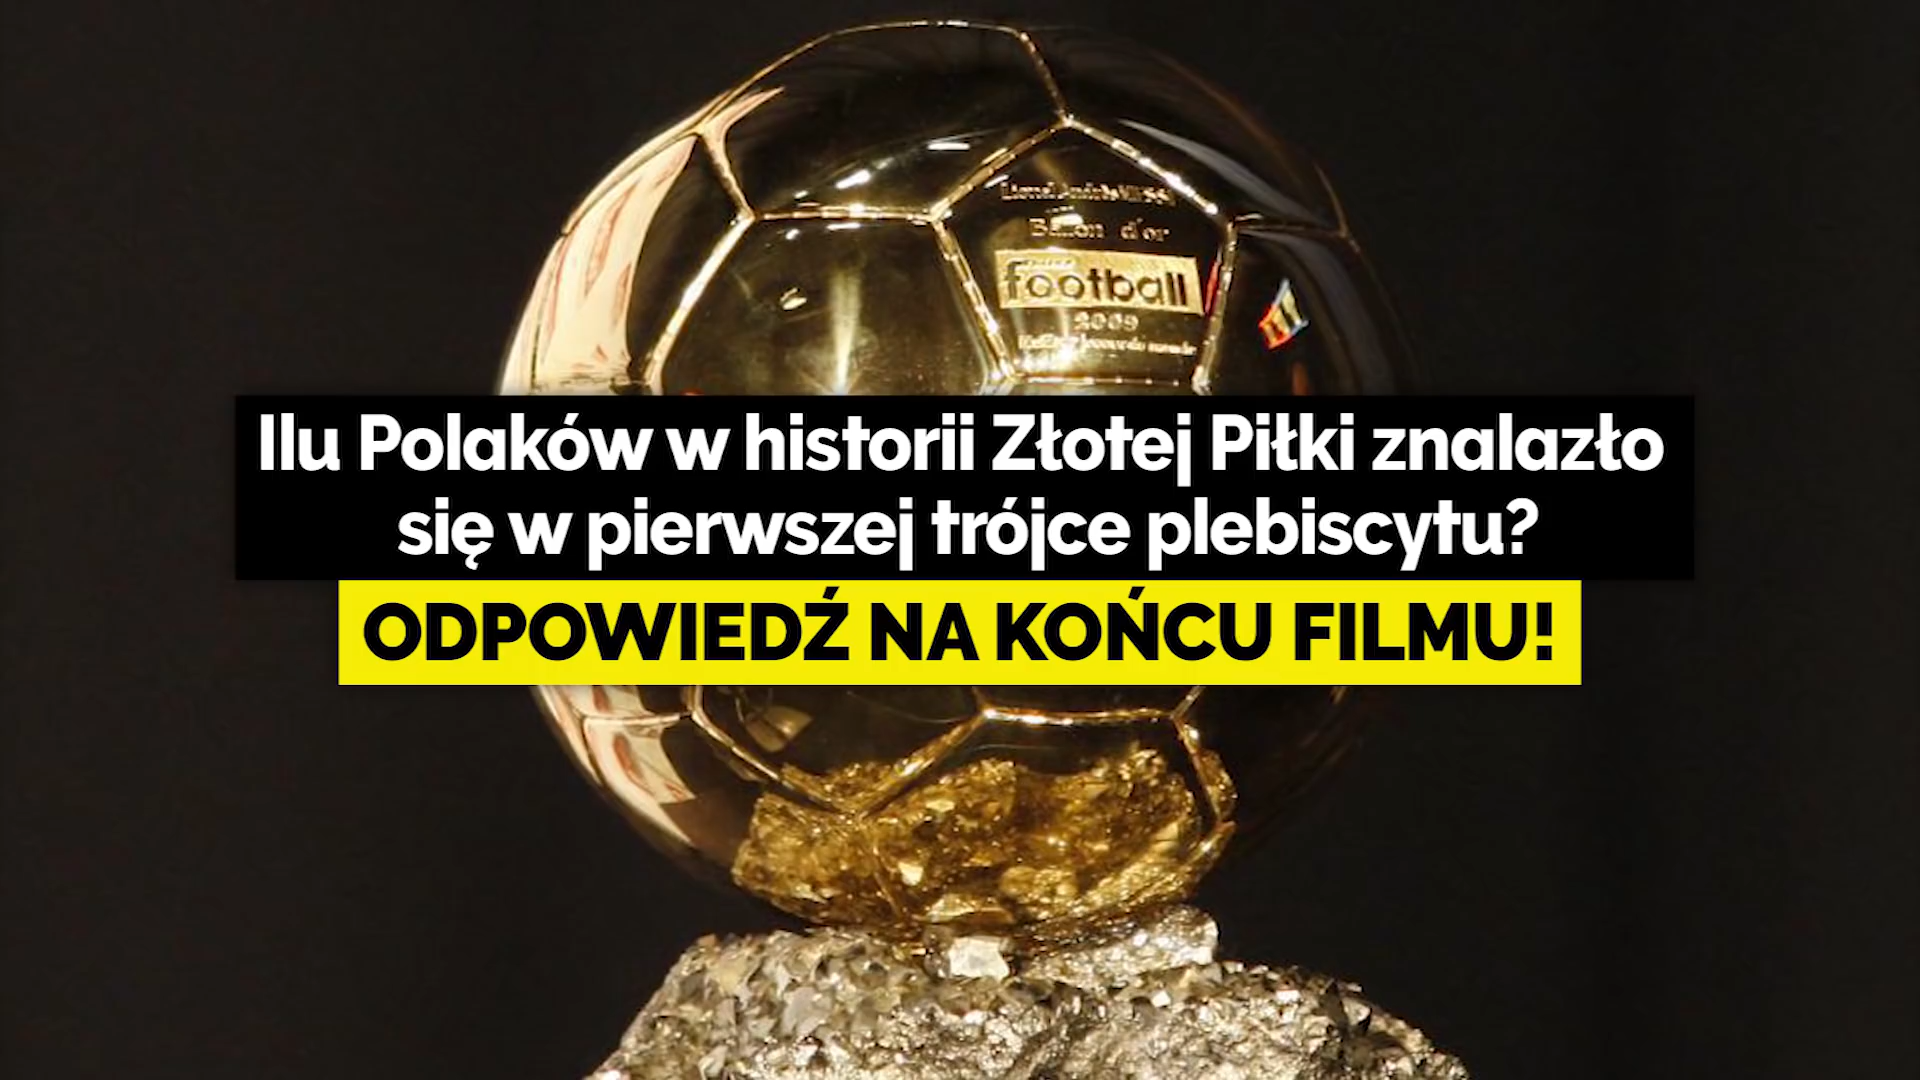 Ballon d'or
football
2009
Ilu Polaków w historii Złotej Piłki znalazło
się w pierwszej trójce plebiscytu?
ODPOWIEDŹ NA KOŃCU FILMU!